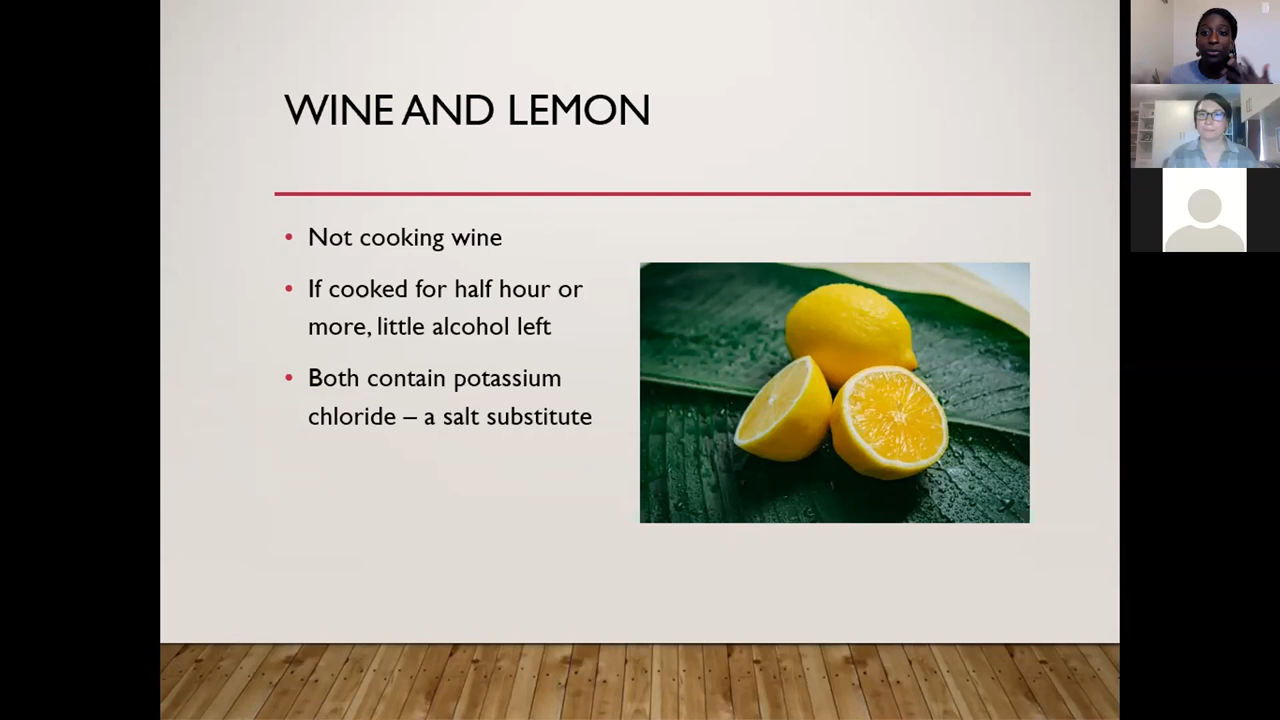 WINE AND LEMON
• Not cooking wine
• If cooked for half hour or
more, little alcohol left
• Both contain potassium
chloride – a salt substitute